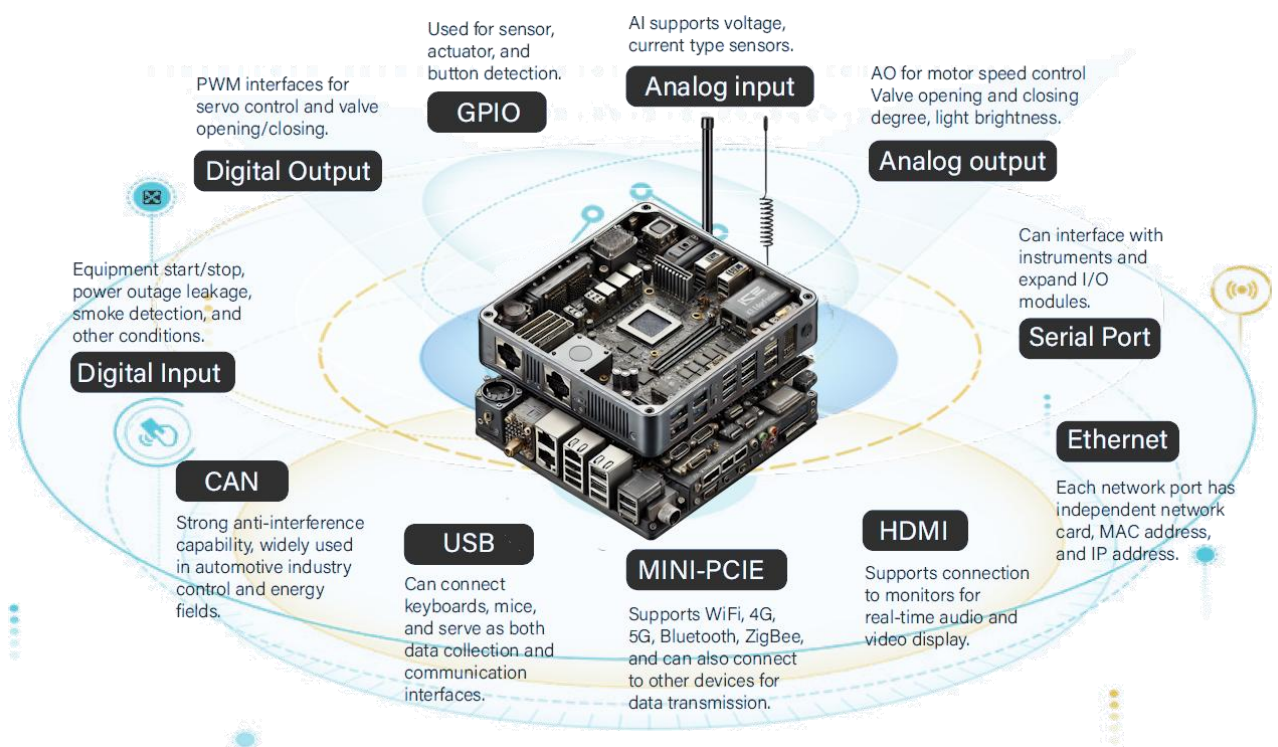 Used for sensor,
actuator, and
button detection.
GPIO
AI supports voltage,
current type sensors.
Analog input
PWM interfaces for
servo control and valve
opening/closing.
Digital Output
AO for motor speed control
Valve opening and closing
degree, light brightness.
Analog output
Equipment start/stop,
power outage leakage,
smoke detection, and
other conditions.
Digital Input
Can interface with
instruments and
expand I/O
modules.
Serial Port
CAN
Strong anti-interference
capability, widely used
in automotive industry
control and energy
fields.
USB
Can connect
keyboards, mice,
and serve as both
data collection and
communication
interfaces.
MINI-PCIE
Supports WiFi, 4G,
5G, Bluetooth, ZigBee,
and can also connect
to other devices for
data transmission.
HDMI
Supports connection
to monitors for
real-time audio and
video display.
Ethernet
Each network port has
independent network
card, MAC address,
and IP address.